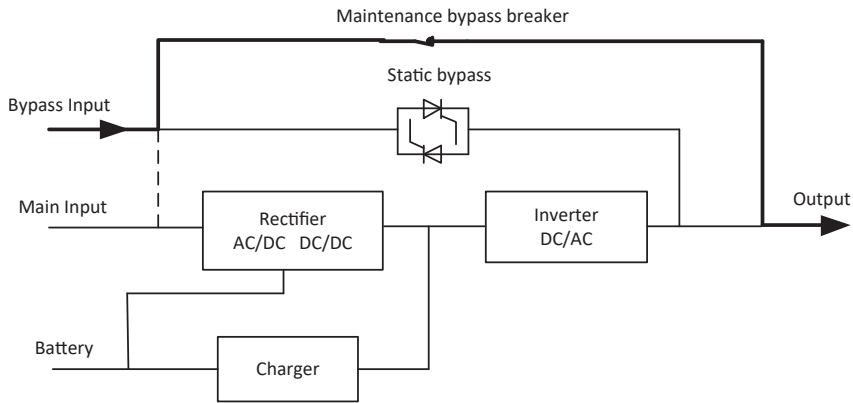 Maintenance bypass breaker
Static bypass
Bypass Input
Main Input
Rectifier
AC/DC DC/DC
Inverter
DC/AC
Output
Battery
Charger